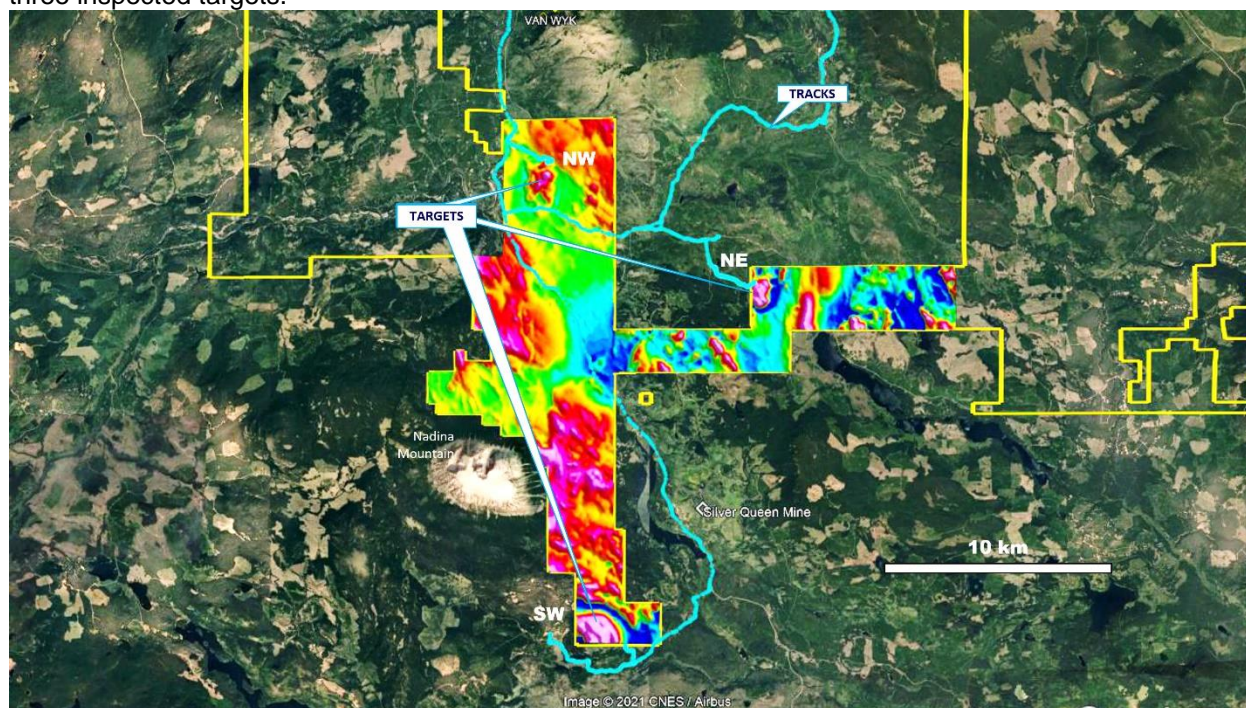 three inspected targets.
VAN WYK
TRACKS
NW
TARGETS
NE
Nadina
Mountain
Silver Queen Mine
10 km
SW
Image © 2021 CNES / Airbus